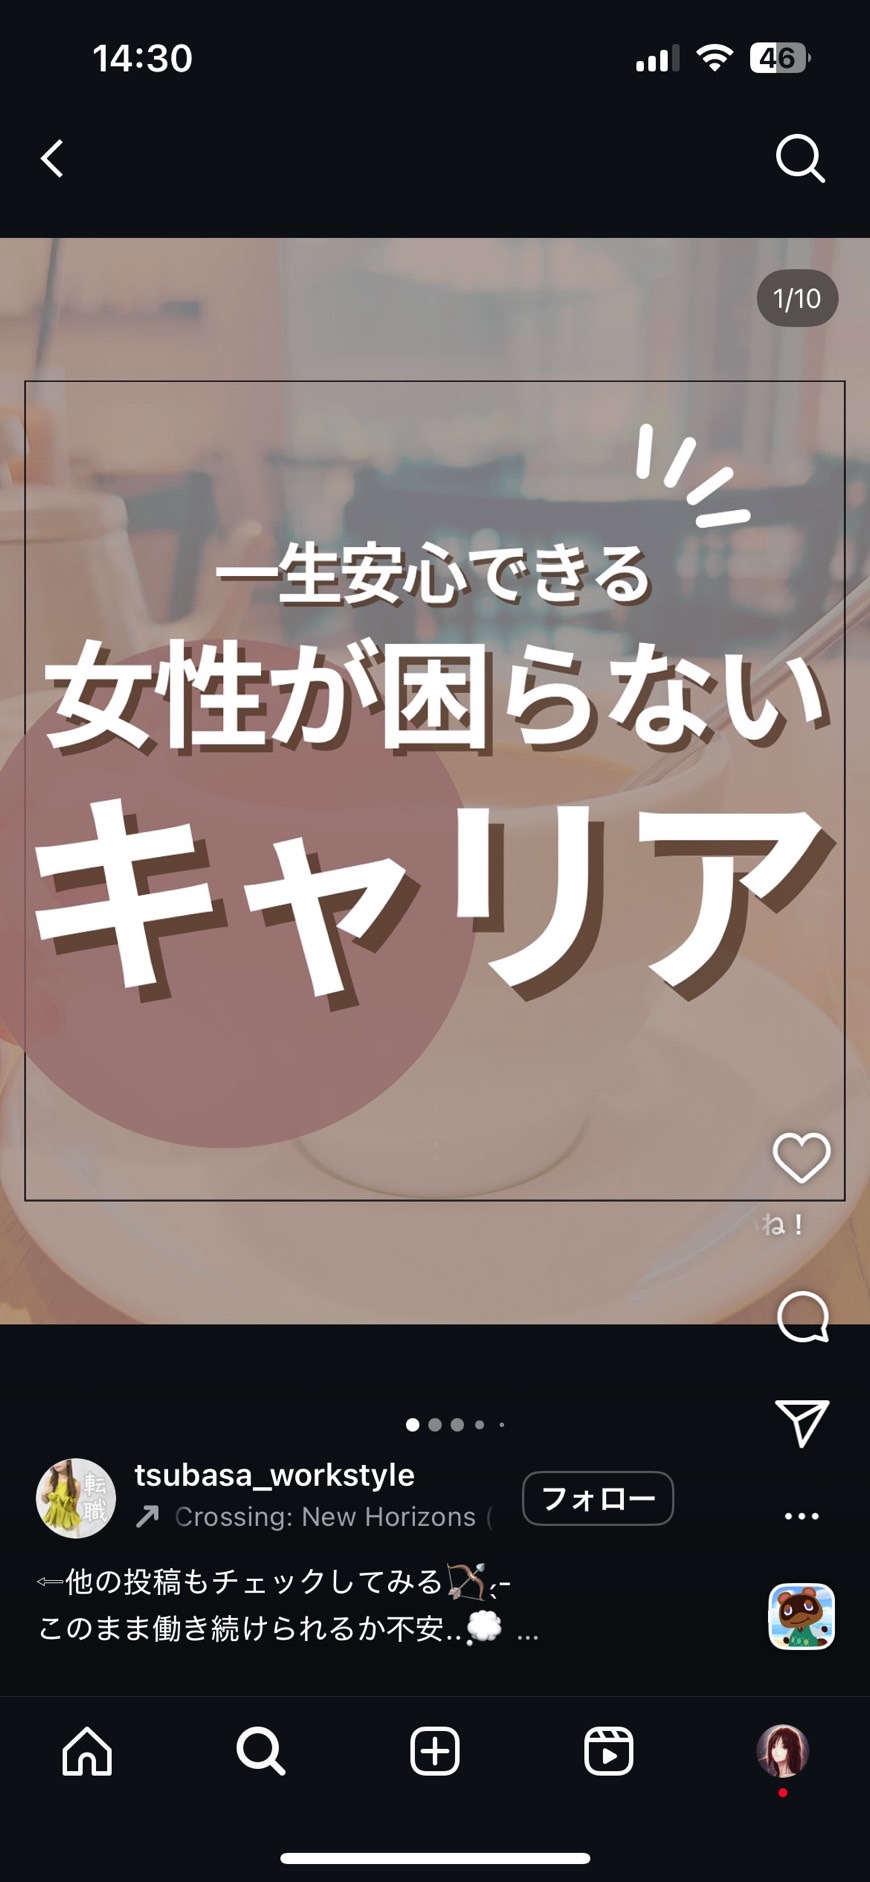 14:30
46
1/10
一生安心できる
女性が困らない
キャリア
ね！
転
職
tsubasa_workstyle
Crossing: New Horizons (
フォロー
⇐他の投稿もチェックしてみる🏹ˎˊ˗
このまま働き続けられるか不安..💭 ...